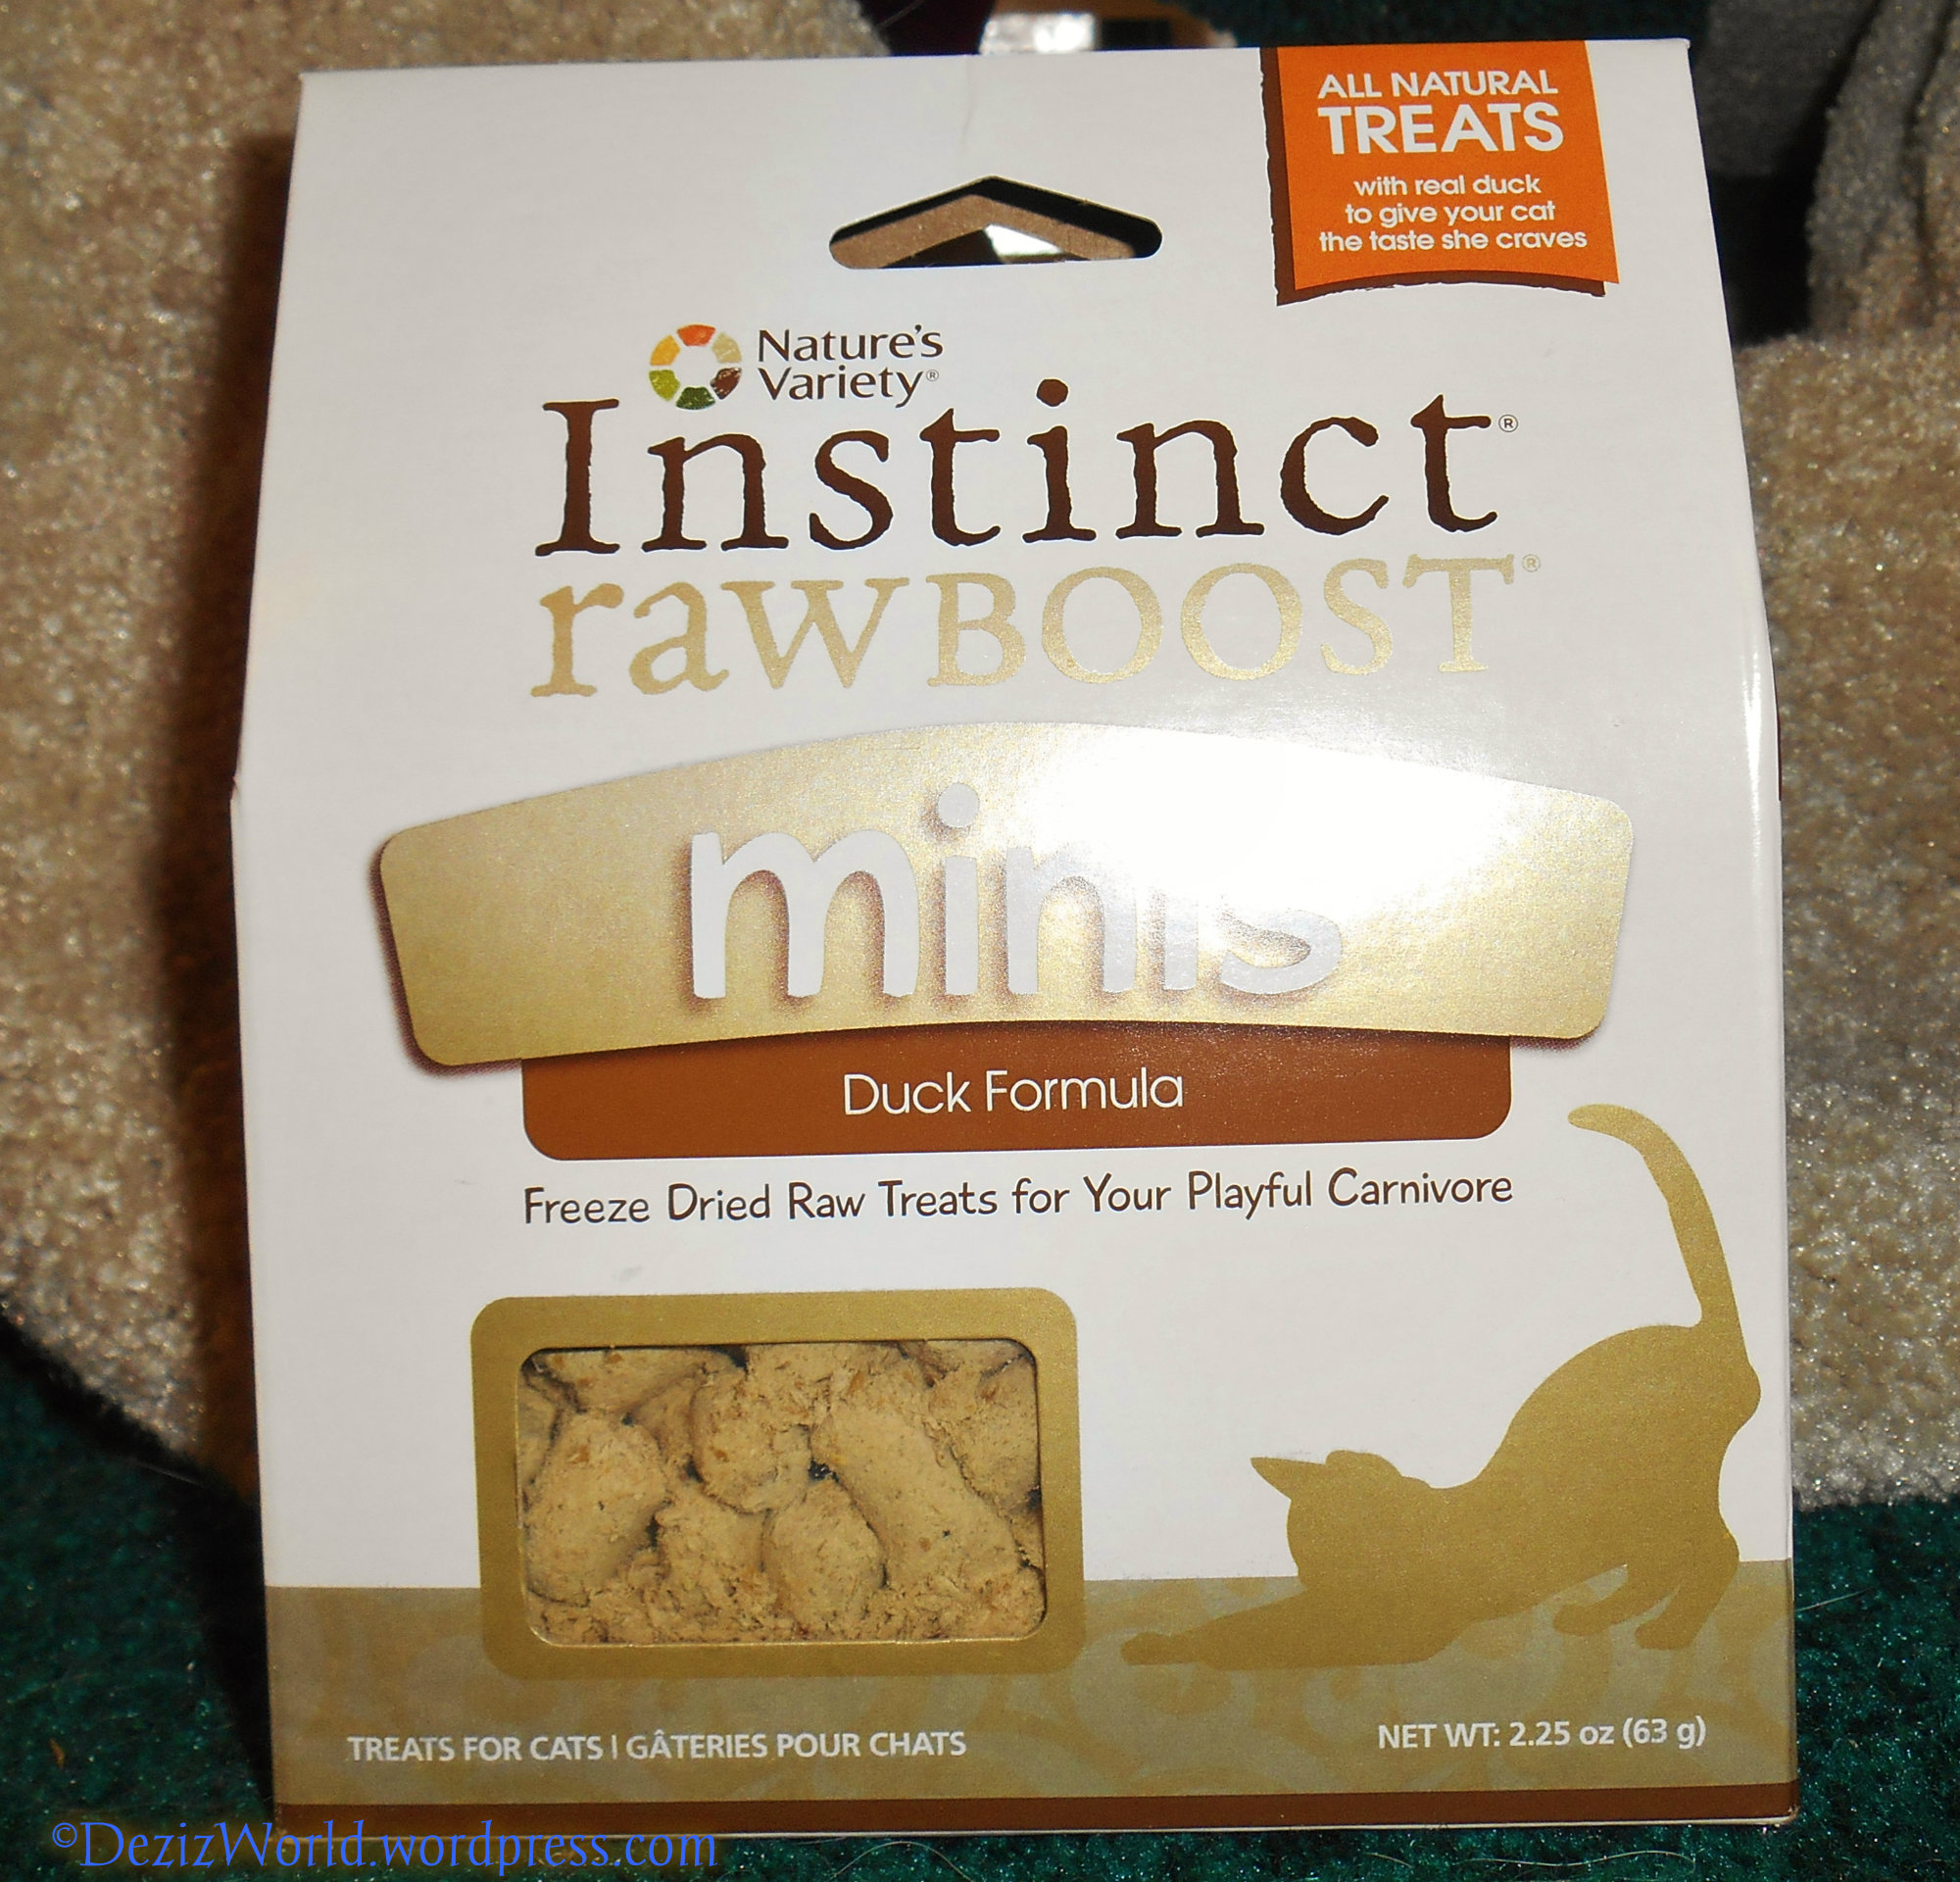 ALL NATURAL
TREATS
with real duck
to give your cat
the taste she craves
Nature's
Variety®
Instinct®
raw BOOST®
minis
Duck Formula
Freeze Dried Raw Treats for Your Playful Carnivore
TREATS FOR CATS | GÂTERIES POUR CHATS
NET WT: 2.25 oz (63 g)
©DezizWorld.wordpress.com